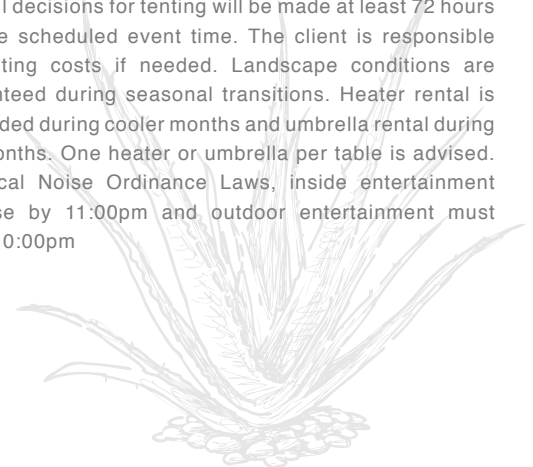 l decisions for tenting will be made at least 72 hours
e scheduled event time. The client is responsible
ting costs if needed. Landscape conditions are
nteed during seasonal transitions. Heater rental is
ded during cooler months and umbrella rental during
onths. One heater or umbrella per table is advised.
cal Noise Ordinance Laws, inside entertainment
se by 11:00pm and outdoor entertainment must
0:00pm